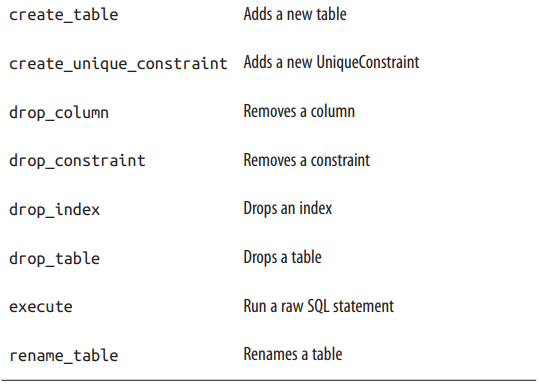 create_table Adds a new table
create_unique_constraint Adds a new UniqueConstraint
drop_column Removes a column
drop_constraint Removes a constraint
drop_index Drops an index
drop_table Drops a table
execute Run a raw SQL statement
rename_table Renames a table